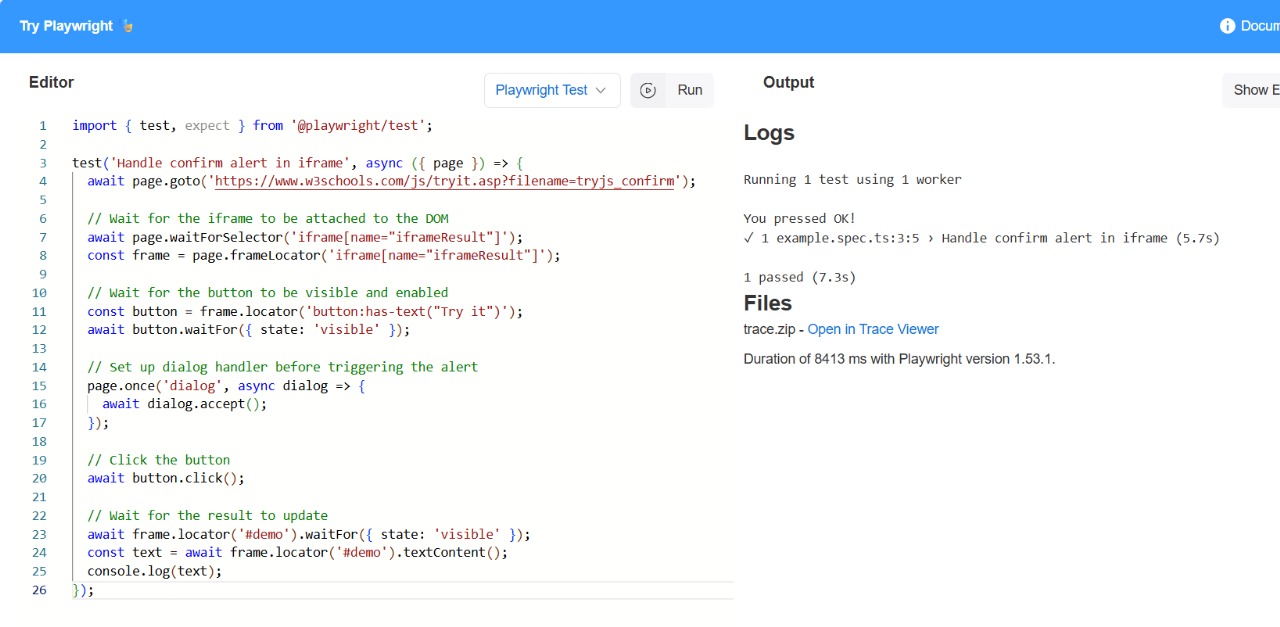 Try Playwright
Docum
Editor
Playwright Test
Run
1 import { test, expect } from '@playwright/test';
2
3 test('Handle confirm alert in iframe', async ({ page }) => {
4   await page.goto('https://www.w3schools.com/js/tryit.asp?filename=tryjs_confirm');
5
6   // Wait for the iframe to be attached to the DOM
7   await page.waitForSelector('iframe[name="iframeResult"]');
8   const frame = page.frameLocator('iframe[name="iframeResult"]');
9
10   // Wait for the button to be visible and enabled
11   const button = frame.locator('button:has-text("Try it")');
12   await button.waitFor({ state: 'visible' });
13
14   // Set up dialog handler before triggering the alert
15   page.once('dialog', async dialog => {
16     await dialog.accept();
17   });
18
19   // Click the button
20   await button.click();
21
22   // Wait for the result to update
23   await frame.locator('#demo').waitFor({ state: 'visible' });
24   const text = await frame.locator('#demo').textContent();
25   console.log(text);
26 });
Output
Show E
Logs
Running 1 test using 1 worker
You pressed OK!
✓ 1 example.spec.ts:3:5 › Handle confirm alert in iframe (5.7s)
1 passed (7.3s)
Files
trace.zip - Open in Trace Viewer
Duration of 8413 ms with Playwright version 1.53.1.